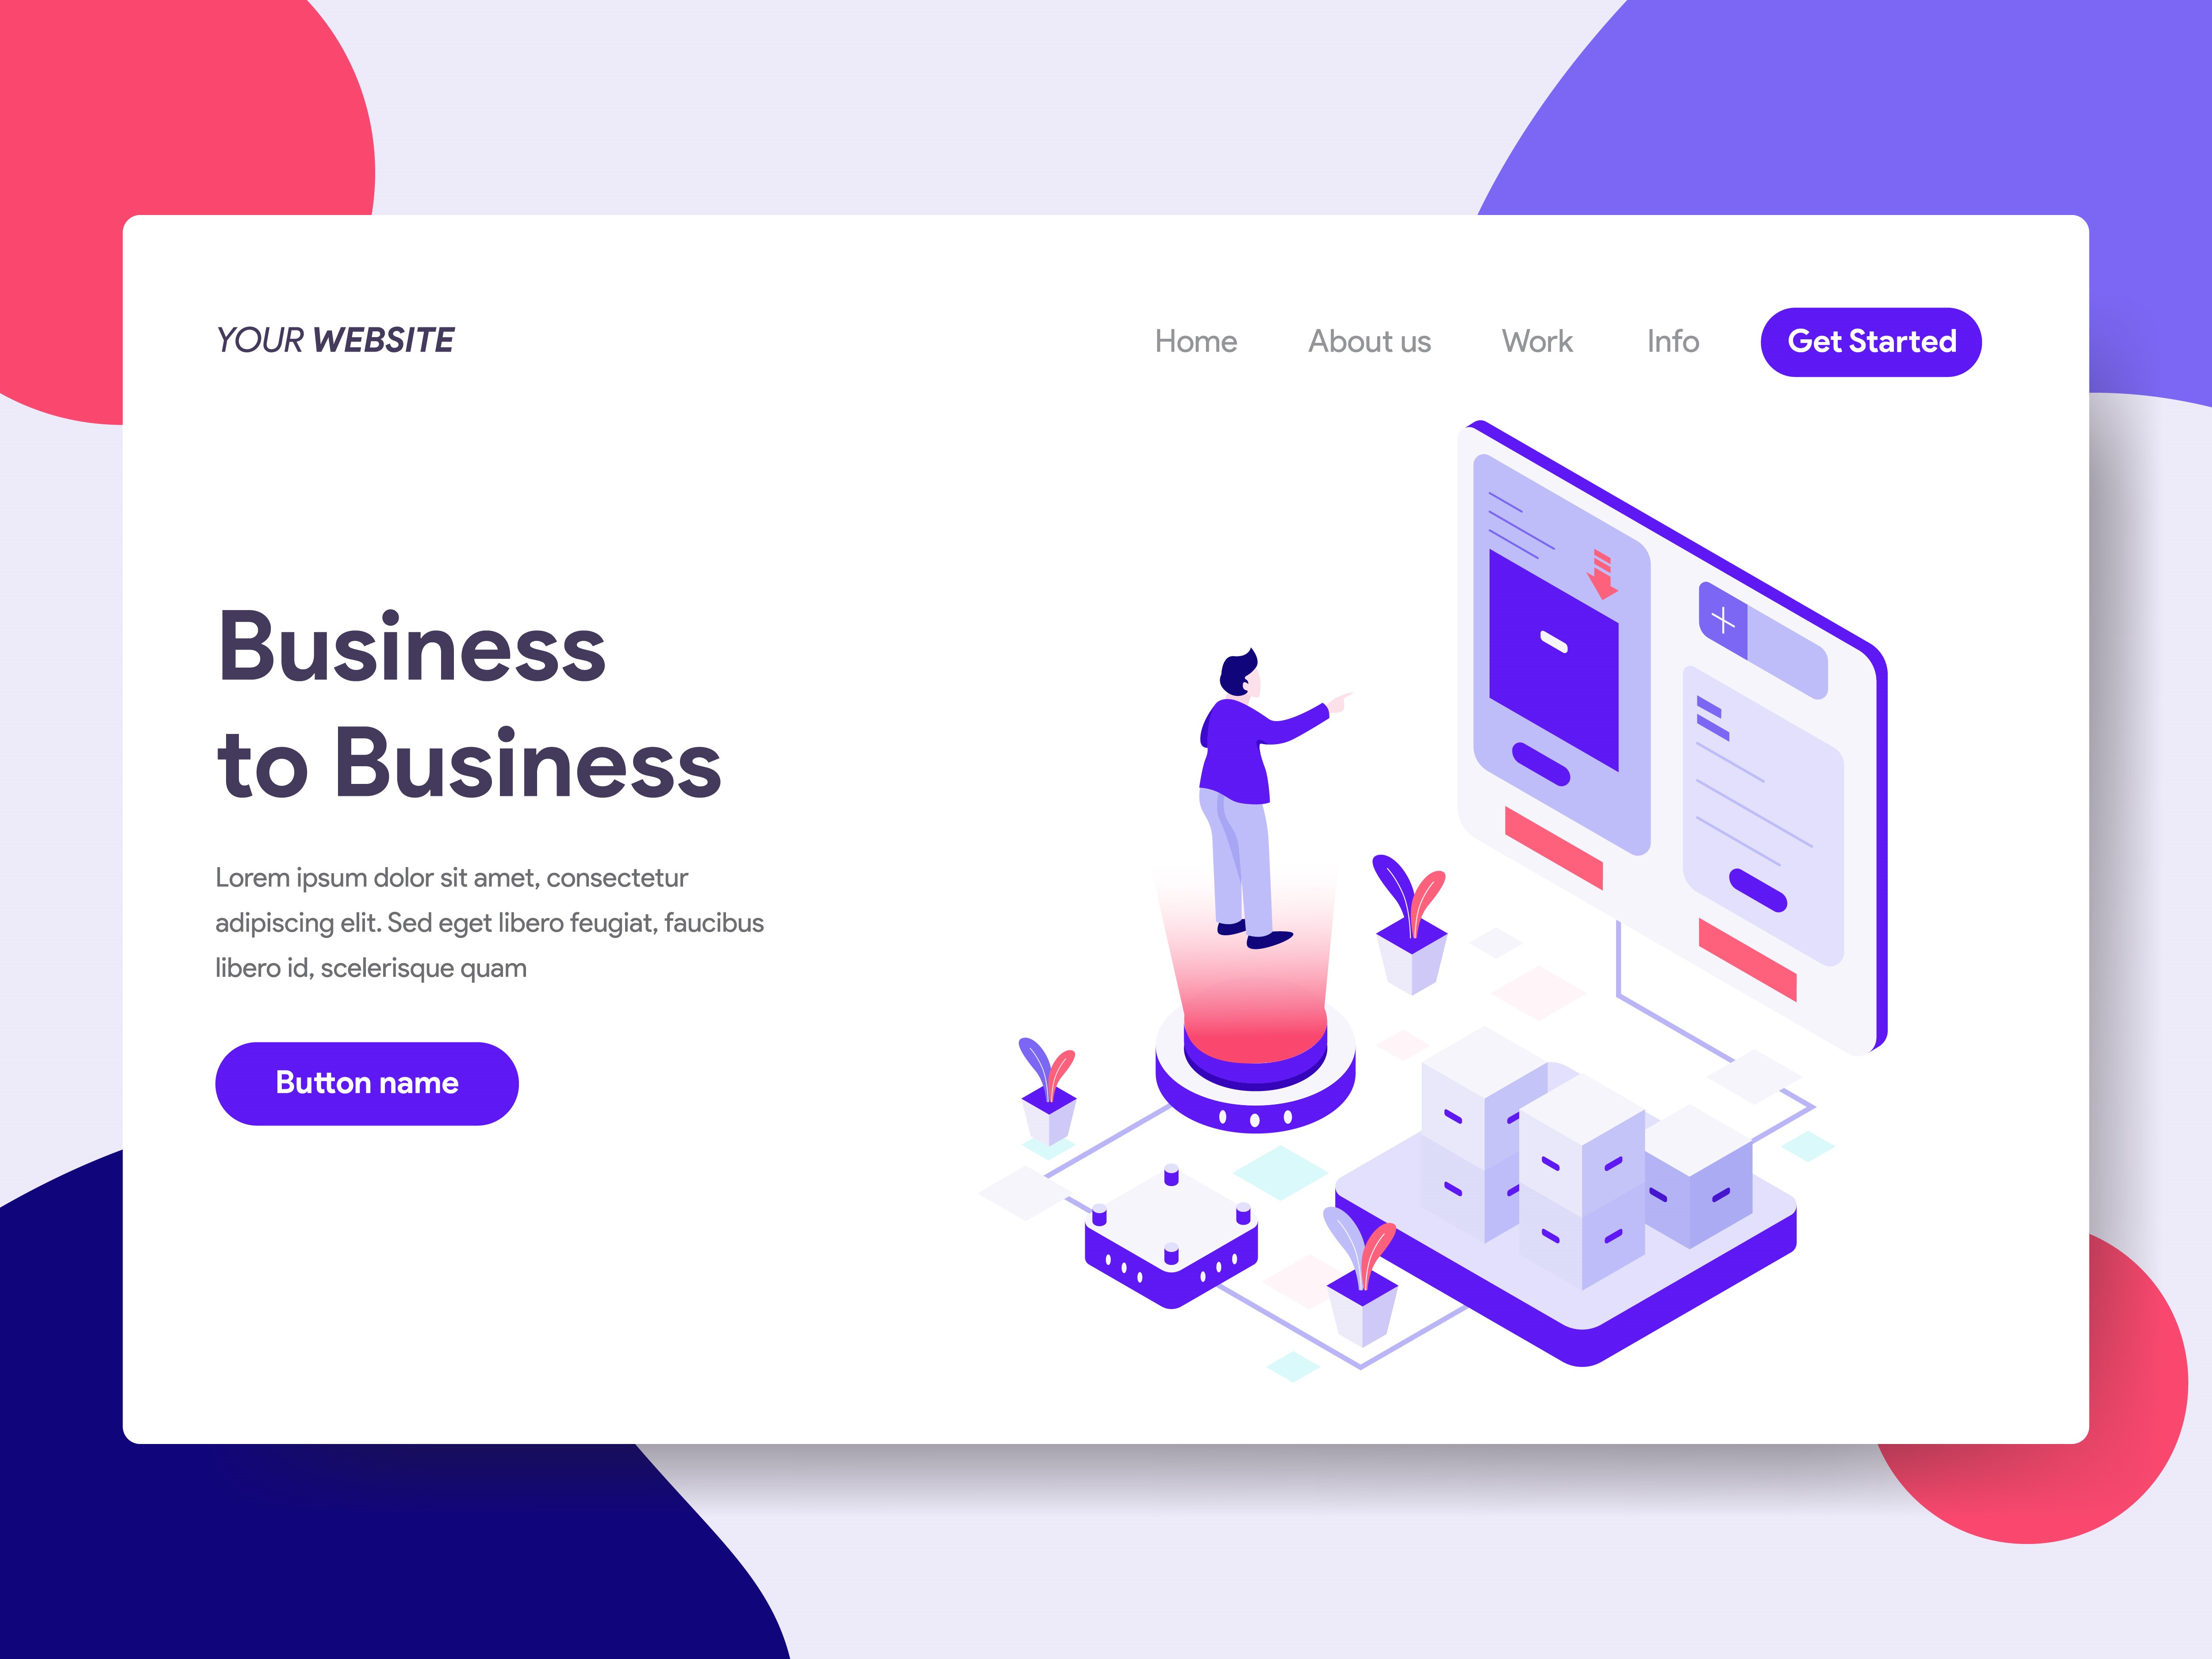 YOUR WEBSITE
Home About us Work Info Get Started
Business
to Business
Lorem ipsum dolor sit amet, consectetur
adipiscing elit. Sed eget libero feugiat, faucibus
libero id, scelerisque quam
Button name